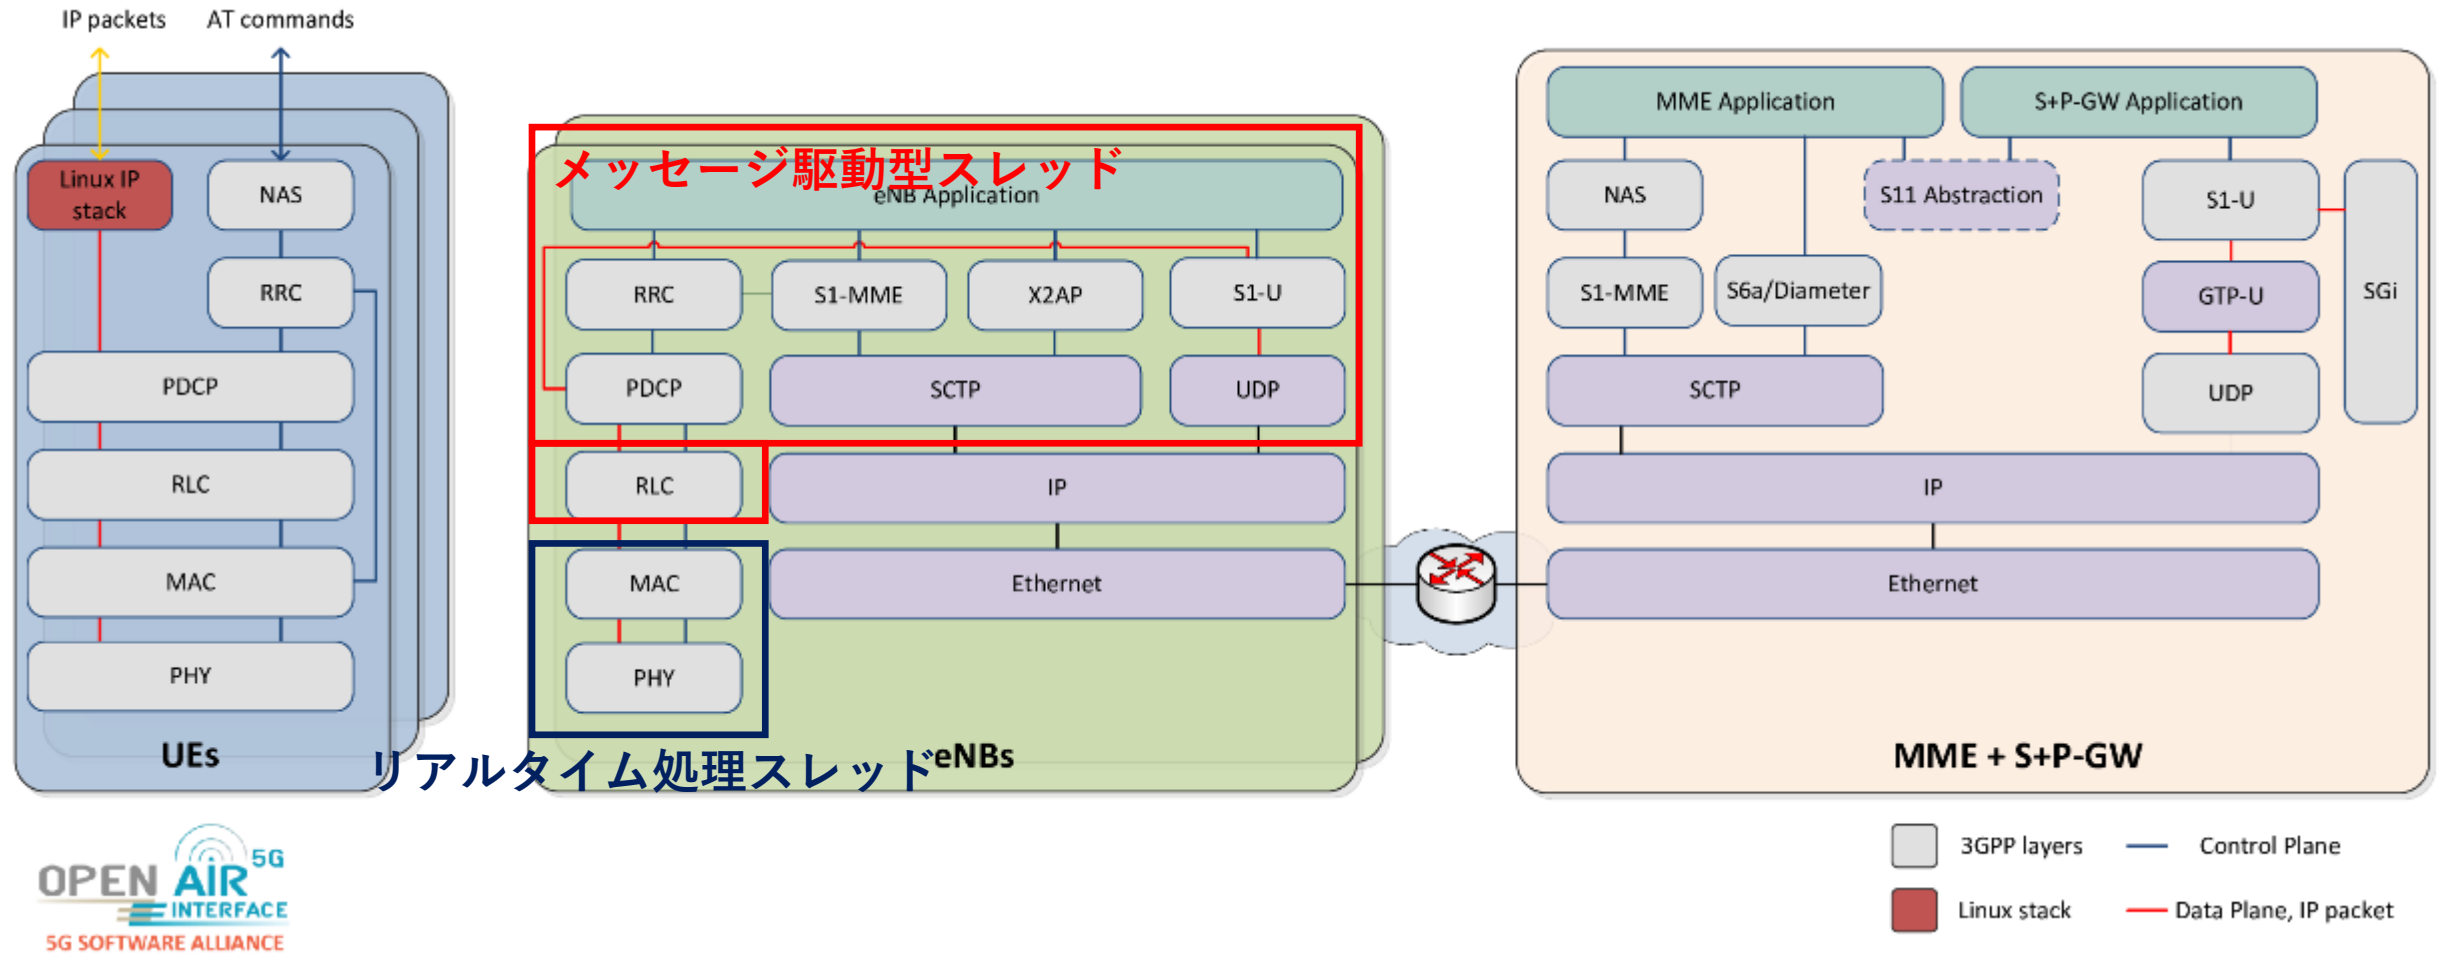 IP packets
AT commands
Linux IP
stack
NAS
RRC
PDCP
RLC
MAC
PHY
UEs
メッセージ駆動型スレッド
eNB Application
RRC
S1-MME
X2AP
S1-U
PDCP
SCTP
UDP
RLC
IP
MAC
Ethernet
PHY
リアルタイム処理スレッド
eNBs
MME Application
S+P-GW Application
NAS
S11 Abstraction
S1-U
S1-MME
S6a/Diameter
GTP-U
SGi
SCTP
UDP
IP
Ethernet
MME + S+P-GW
OPEN AIR 5G
INTERFACE
5G SOFTWARE ALLIANCE
3GPP layers
Control Plane
Linux stack
Data Plane, IP packet